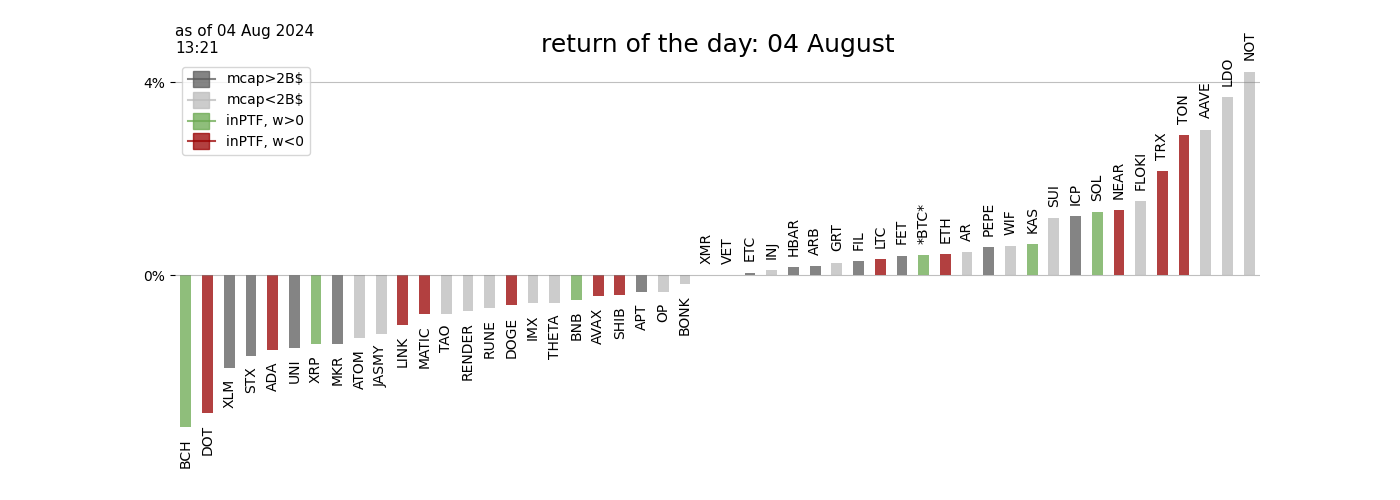 as of 04 Aug 2024
13:21
return of the day: 04 August
mcap>2B$
mcap<2B$
inPTF, w>0
inPTF, w<0
4%
0%
BCH
DOT
XLM
STX
ADA
UNI
XRP
MKR
ATOM
JASMY
LINK
MATIC
TAO
RENDER
RUNE
DOGE
IMX
THETA
BNB
AVAX
SHIB
APT
OP
BONK
XMR
VET
ETC
INJ
HBAR
ARB
GRT
FIL
LTC
FET
*BTC*
ETH
AR
PEPE
WIF
KAS
SUI
ICP
SOL
NEAR
FLOKI
TRX
TON
AAVE
LDO
NOT